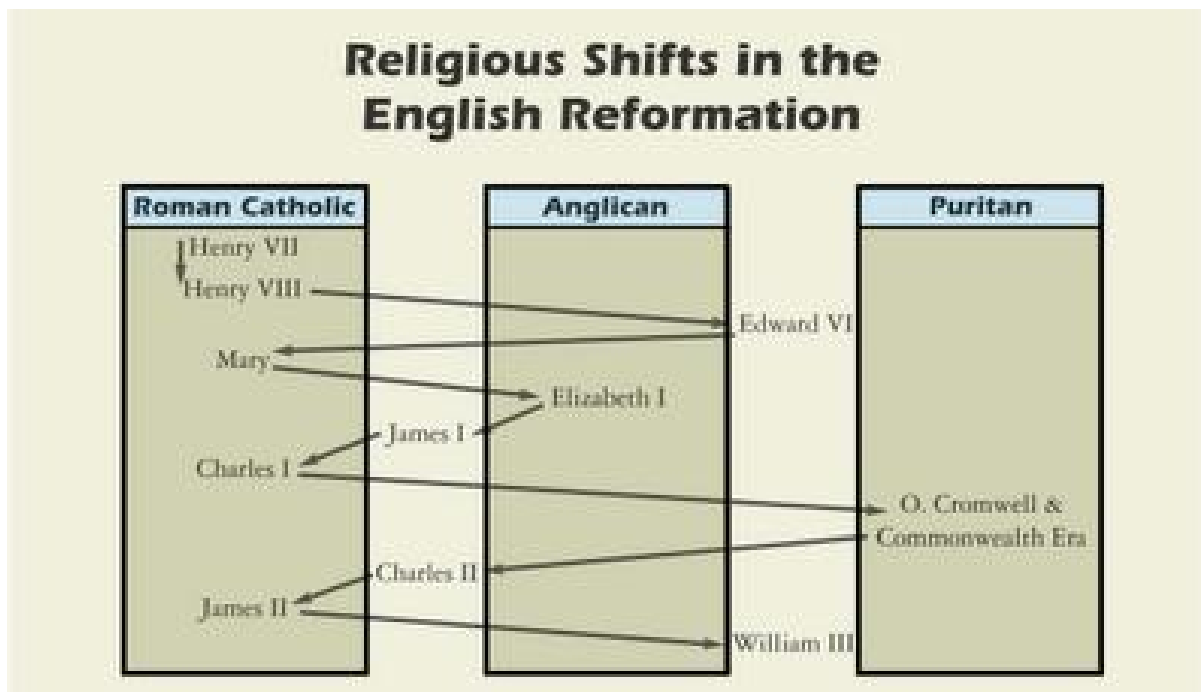 Religious Shifts in the
English Reformation
Roman Catholic
Anglican
Puritan
Henry VII
Henry VIII
Edward VI
Mary
Elizabeth I
James I
Charles I
O. Cromwell &
Commonwealth Era
Charles II
James II
William III